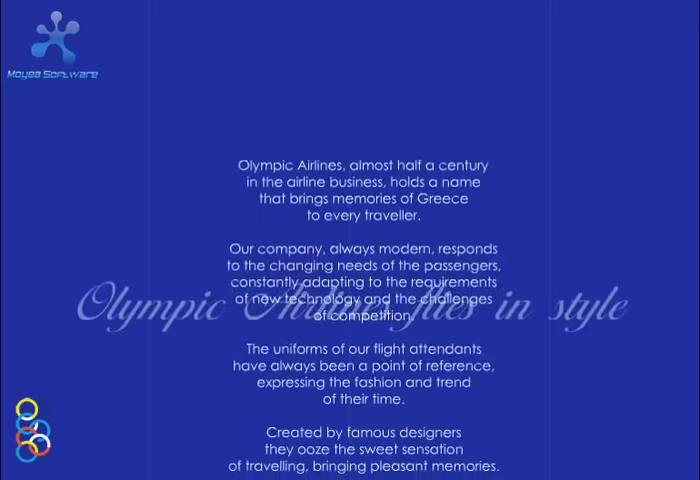 Moyea Software
Olympic Airlines, almost half a century
in the airline business, holds a name
that brings memories of Greece
to every traveller.
Our company, always modern, responds
to the changing needs of the passengers,
constantly adapting to the requirements
of new technology and the challenges
of competition.
Olympic Airlines flies in style
The uniforms of our flight attendants
have always been a point of reference,
expressing the fashion and trend
of their time.
Created by famous designers
they ooze the sweet sensation
of travelling, bringing pleasant memories.